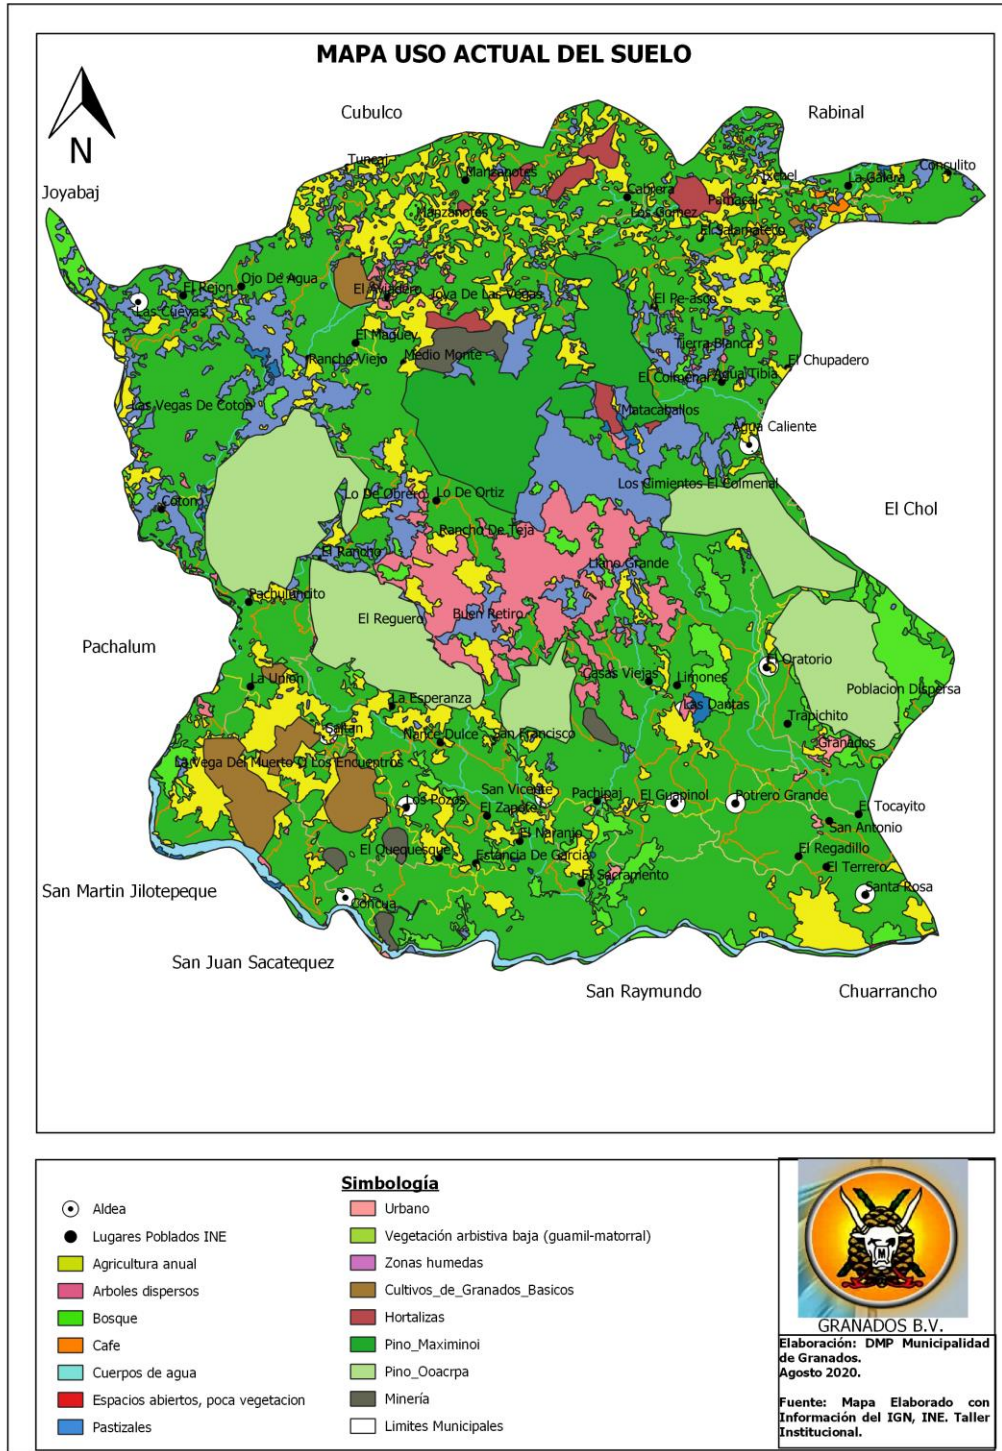 MAPA USO ACTUAL DEL SUELO
N
Cubulco
Rabinal
Joyabaj
Tuncaj
Manzanotes
Manzanotes
Cabrera
Los Gomez
Pamacal
Ixchel
La Galera
Conculito
El Salamateño
El Rejon
Ojo De Agua
Las Cuevas
El Aviadero
Joya De Las Vegas
El Pe-asco
El Maguey
Rancho Viejo
Medio Monte
Tierra Blanca
El Chupadero
El Colmenar
Agua Tibia
Las Vegas De Coton
Matacaballos
Agua Caliente
Los Cimientos El Colmenal
Coton
Lo De Obrero
Lo De Ortiz
El Chol
Rancho De Teja
El Rancho
Llano Grande
Pachulundito
El Reguero
Buen Retiro
Pachalum
La Union
Casas Viejas
Limones
El Oratorio
Poblacion Dispersa
La Esperanza
Las Dantas
Trapichito
Saltan
Nance Dulce
San Francisco
Granados
La Vega Del Muerto O Los Encuentros
San Vicente
Pachipaj
El Guapinol
Potrero Grande
Los Pozos
El Zapote
El Tocayito
San Antonio
El Naranjo
El Quequesque
Estancia De Garcia
El Regadillo
El Terrero
El Sacramento
Santa Rosa
San Martin Jilotepeque
Concua
San Juan Sacatequez
San Raymundo
Chuarrancho
Simbología
Aldea
Lugares Poblados INE
Agricultura anual
Arboles dispersos
Bosque
Cafe
Cuerpos de agua
Espacios abiertos, poca vegetacion
Pastizales
Urbano
Vegetación arbistiva baja (guamil-matorral)
Zonas humedas
Cultivos_de_Granados_Basicos
Hortalizas
Pino_Maximinoi
Pino_Ooacrpa
Minería
Limites Municipales
M
GRANADOS B.V.
Elaboración: DMP Municipalidad
de Granados.
Agosto 2020.
Fuente: Mapa Elaborado con
Información del IGN, INE. Taller
Institucional.